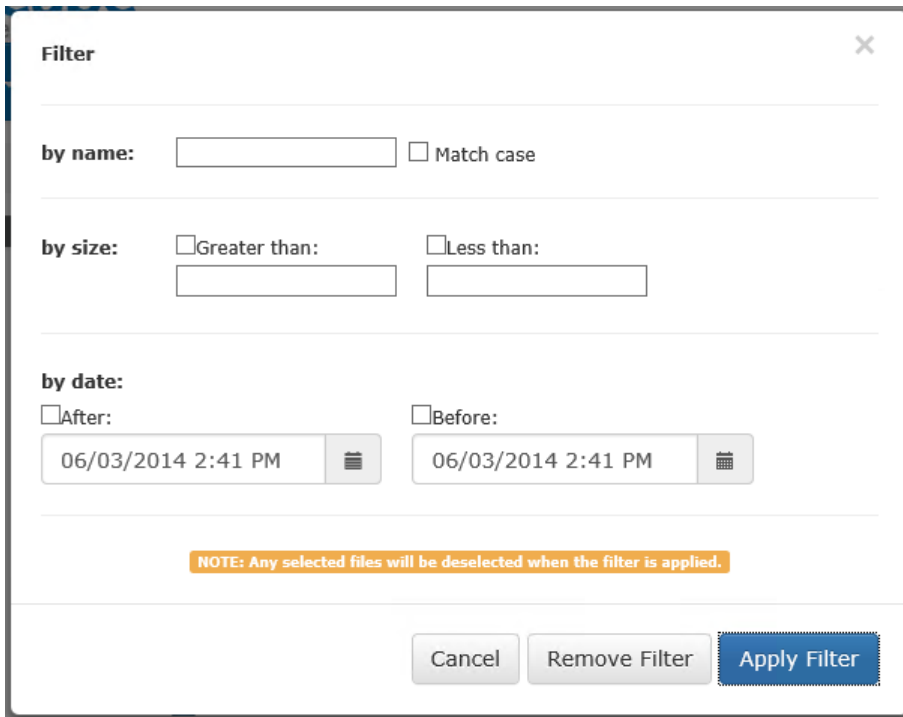 Filter
×
by name: Match case
by size: Greater than: Less than:
by date:
After: Before:
06/03/2014 2:41 PM 06/03/2014 2:41 PM
NOTE: Any selected files will be deselected when the filter is applied.
Cancel Remove Filter Apply Filter